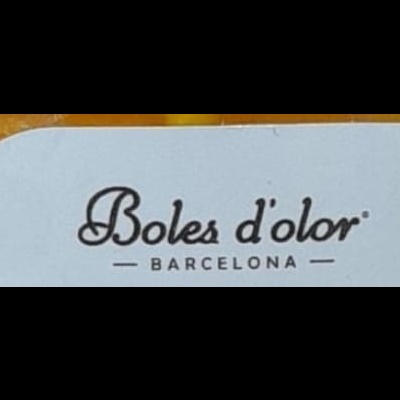 Boles d'olor®
— BARCELONA —